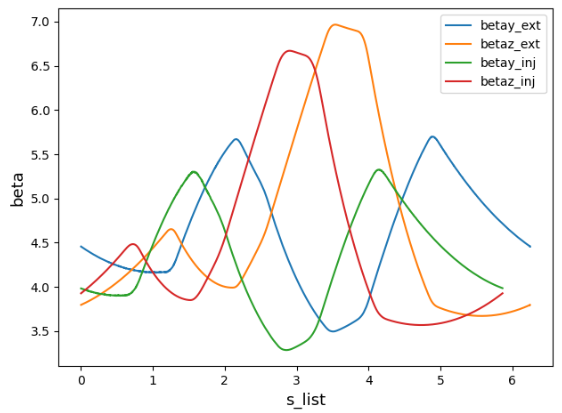 betay_ext
betaz_ext
betay_inj
betaz_inj
beta
7.0
6.5
6.0
5.5
5.0
4.5
4.0
3.5
0 1 2 3 4 5 6
s_list